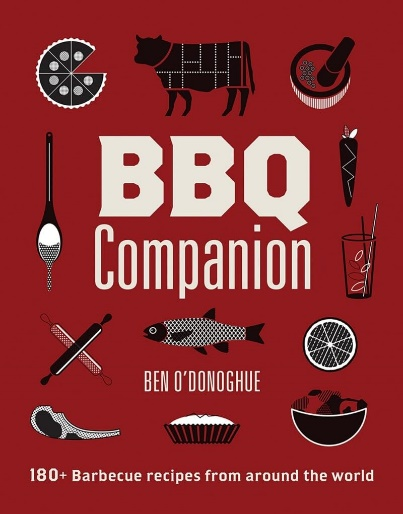 BBQ
Companion
BEN O'DONOGHUE
180+ Barbecue recipes from around the world